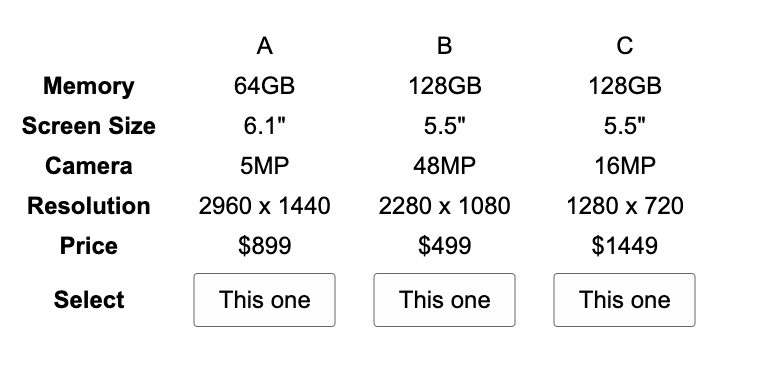 A B C
Memory 64GB 128GB 128GB
Screen Size 6.1" 5.5" 5.5"
Camera 5MP 48MP 16MP
Resolution 2960 x 1440 2280 x 1080 1280 x 720
Price $899 $499 $1449
Select This one This one This one